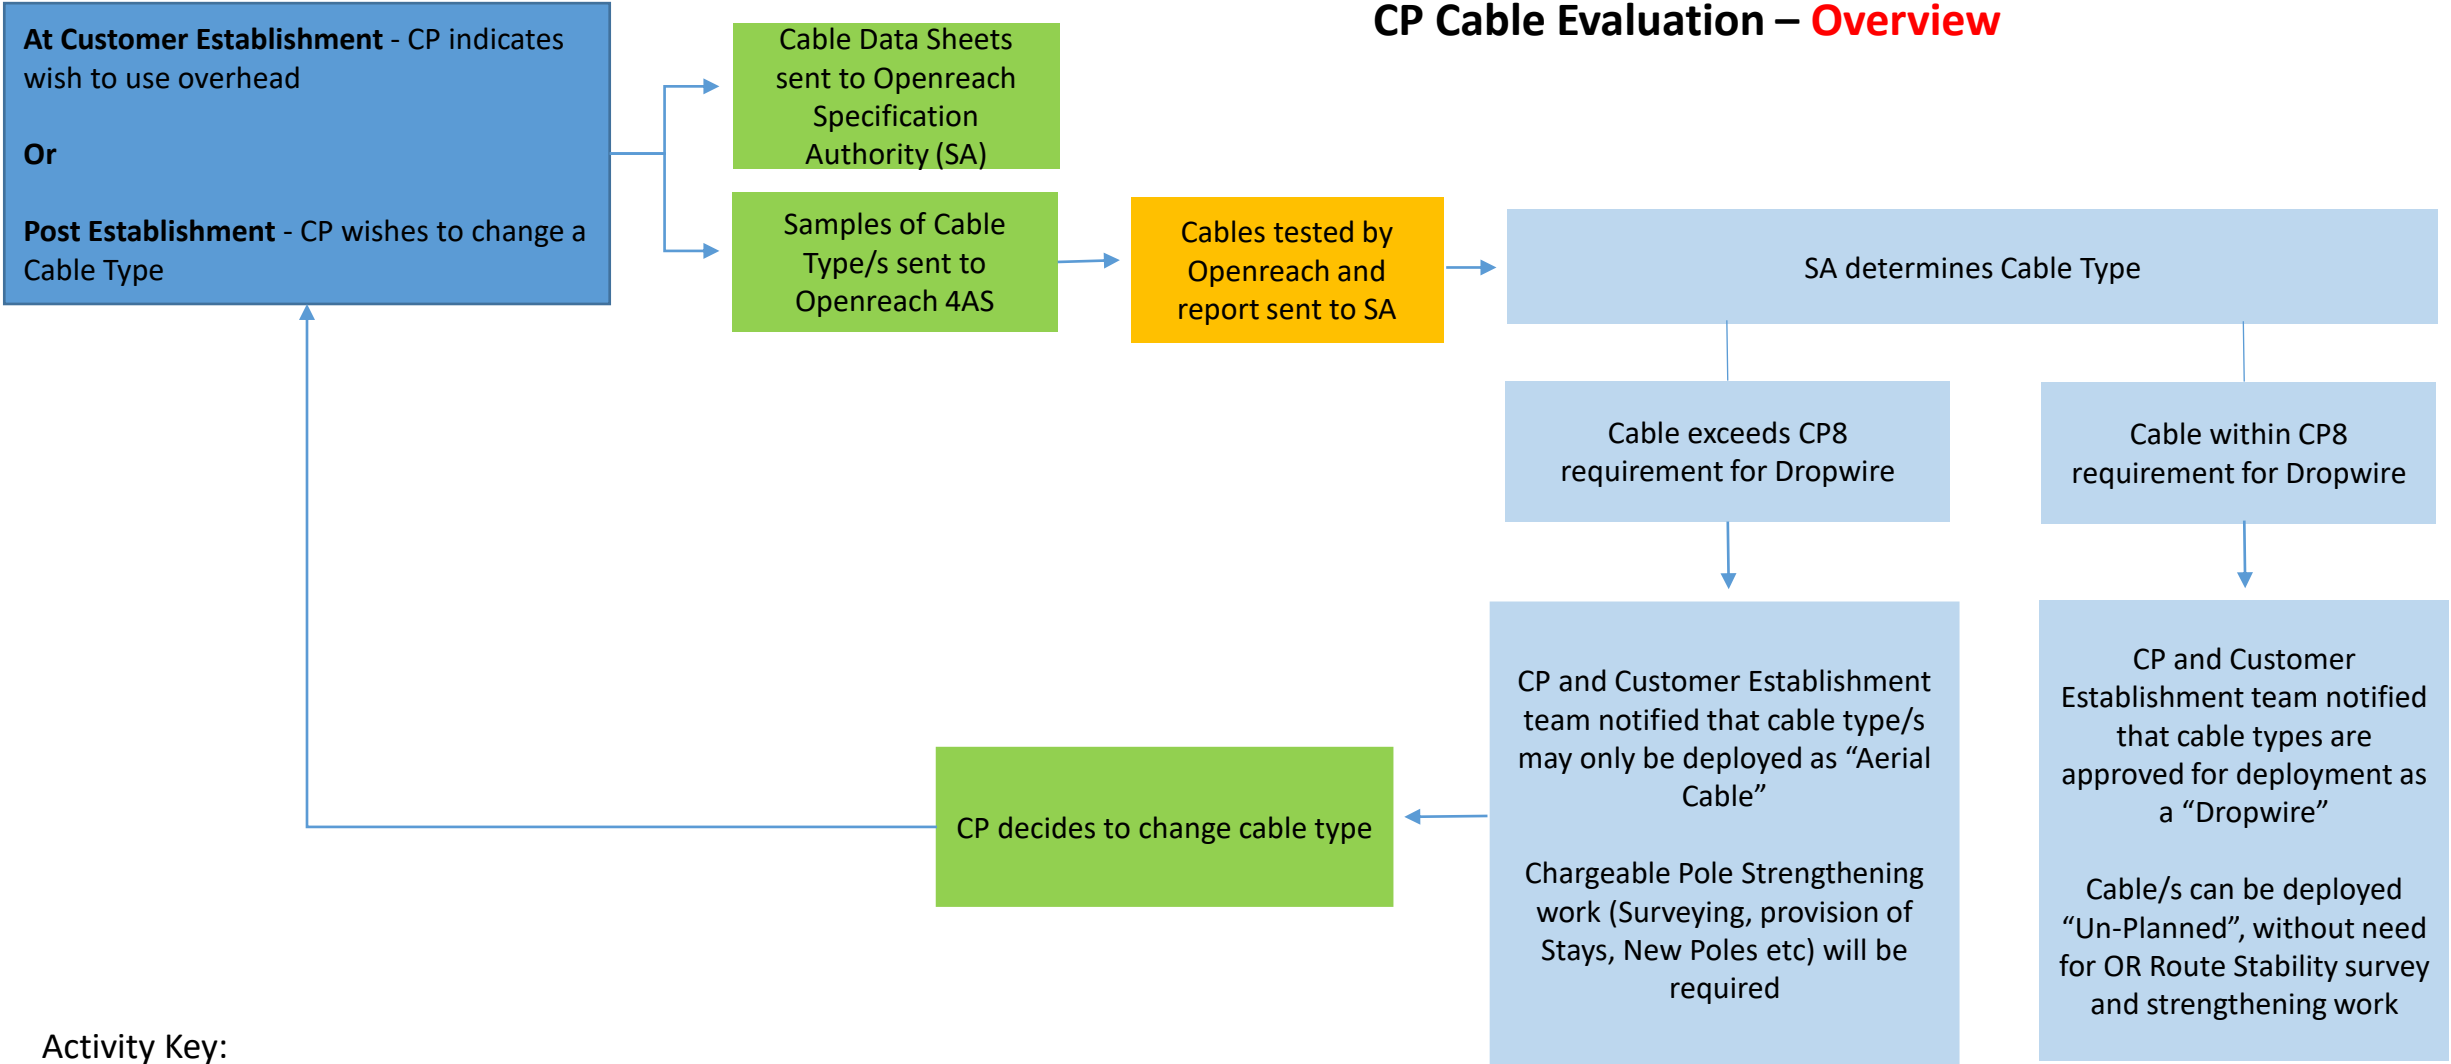 CP Cable Evaluation – Overview
At Customer Establishment - CP indicates
wish to use overhead
Or
Post Establishment - CP wishes to change a
Cable Type
Cable Data Sheets
sent to Openreach
Specification
Authority (SA)
Samples of Cable
Type/s sent to
Openreach 4AS
Cables tested by
Openreach and
report sent to SA
SA determines Cable Type
Cable exceeds CP8
requirement for Dropwire
Cable within CP8
requirement for Dropwire
CP and Customer Establishment
team notified that cable type/s
may only be deployed as “Aerial
Cable”
Chargeable Pole Strengthening
work (Surveying, provision of
Stays, New Poles etc) will be
required
CP and Customer
Establishment team notified
that cable types are
approved for deployment as
a “Dropwire”
Cable/s can be deployed
“Un-Planned”, without need
for OR Route Stability survey
and strengthening work
CP decides to change cable type
Activity Key: